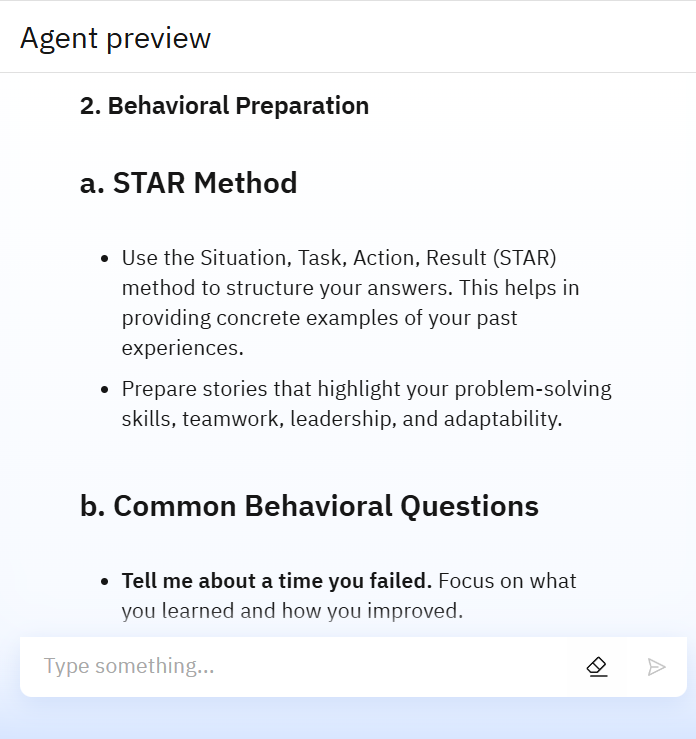 Agent preview
2. Behavioral Preparation
a. STAR Method
• Use the Situation, Task, Action, Result (STAR)
method to structure your answers. This helps in
providing concrete examples of your past
experiences.
• Prepare stories that highlight your problem-solving
skills, teamwork, leadership, and adaptability.
b. Common Behavioral Questions
• Tell me about a time you failed. Focus on what
you learned and how you improved.
Type something...